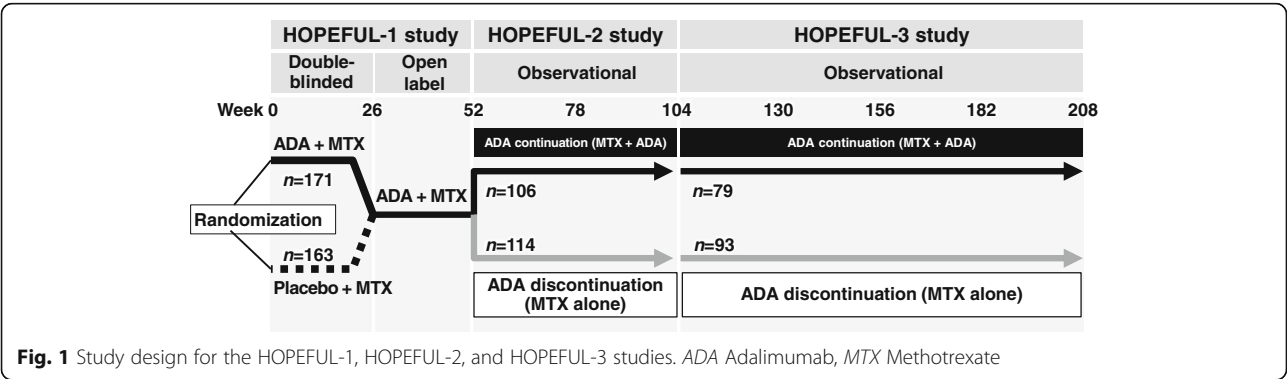 HOPEFUL-1 study HOPEFUL-2 study HOPEFUL-3 study
Double-blinded Open label Observational Observational
Week 0 26 52 78 104 130 156 182 208
ADA + MTX
ADA continuation (MTX + ADA) ADA continuation (MTX + ADA)
n=171 ADA + MTX n=106 n=79
Randomization
n=163 n=114 n=93
Placebo + MTX
ADA discontinuation
(MTX alone)
ADA discontinuation (MTX alone)
Fig. 1 Study design for the HOPEFUL-1, HOPEFUL-2, and HOPEFUL-3 studies. ADA Adalimumab, MTX Methotrexate